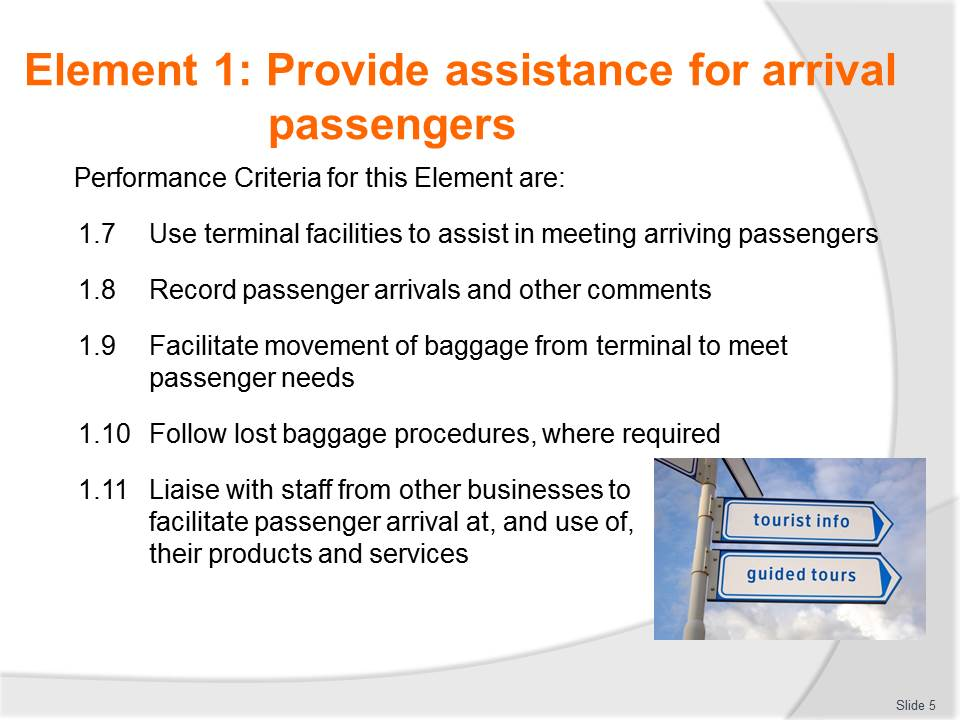 Element 1: Provide assistance for arrival
passengers
Performance Criteria for this Element are:
1.7 Use terminal facilities to assist in meeting arriving passengers
1.8 Record passenger arrivals and other comments
1.9 Facilitate movement of baggage from terminal to meet
passenger needs
1.10 Follow lost baggage procedures, where required
1.11 Liaise with staff from other businesses to
facilitate passenger arrival at, and use of,
their products and services
tourist info
guided tours
Slide 5